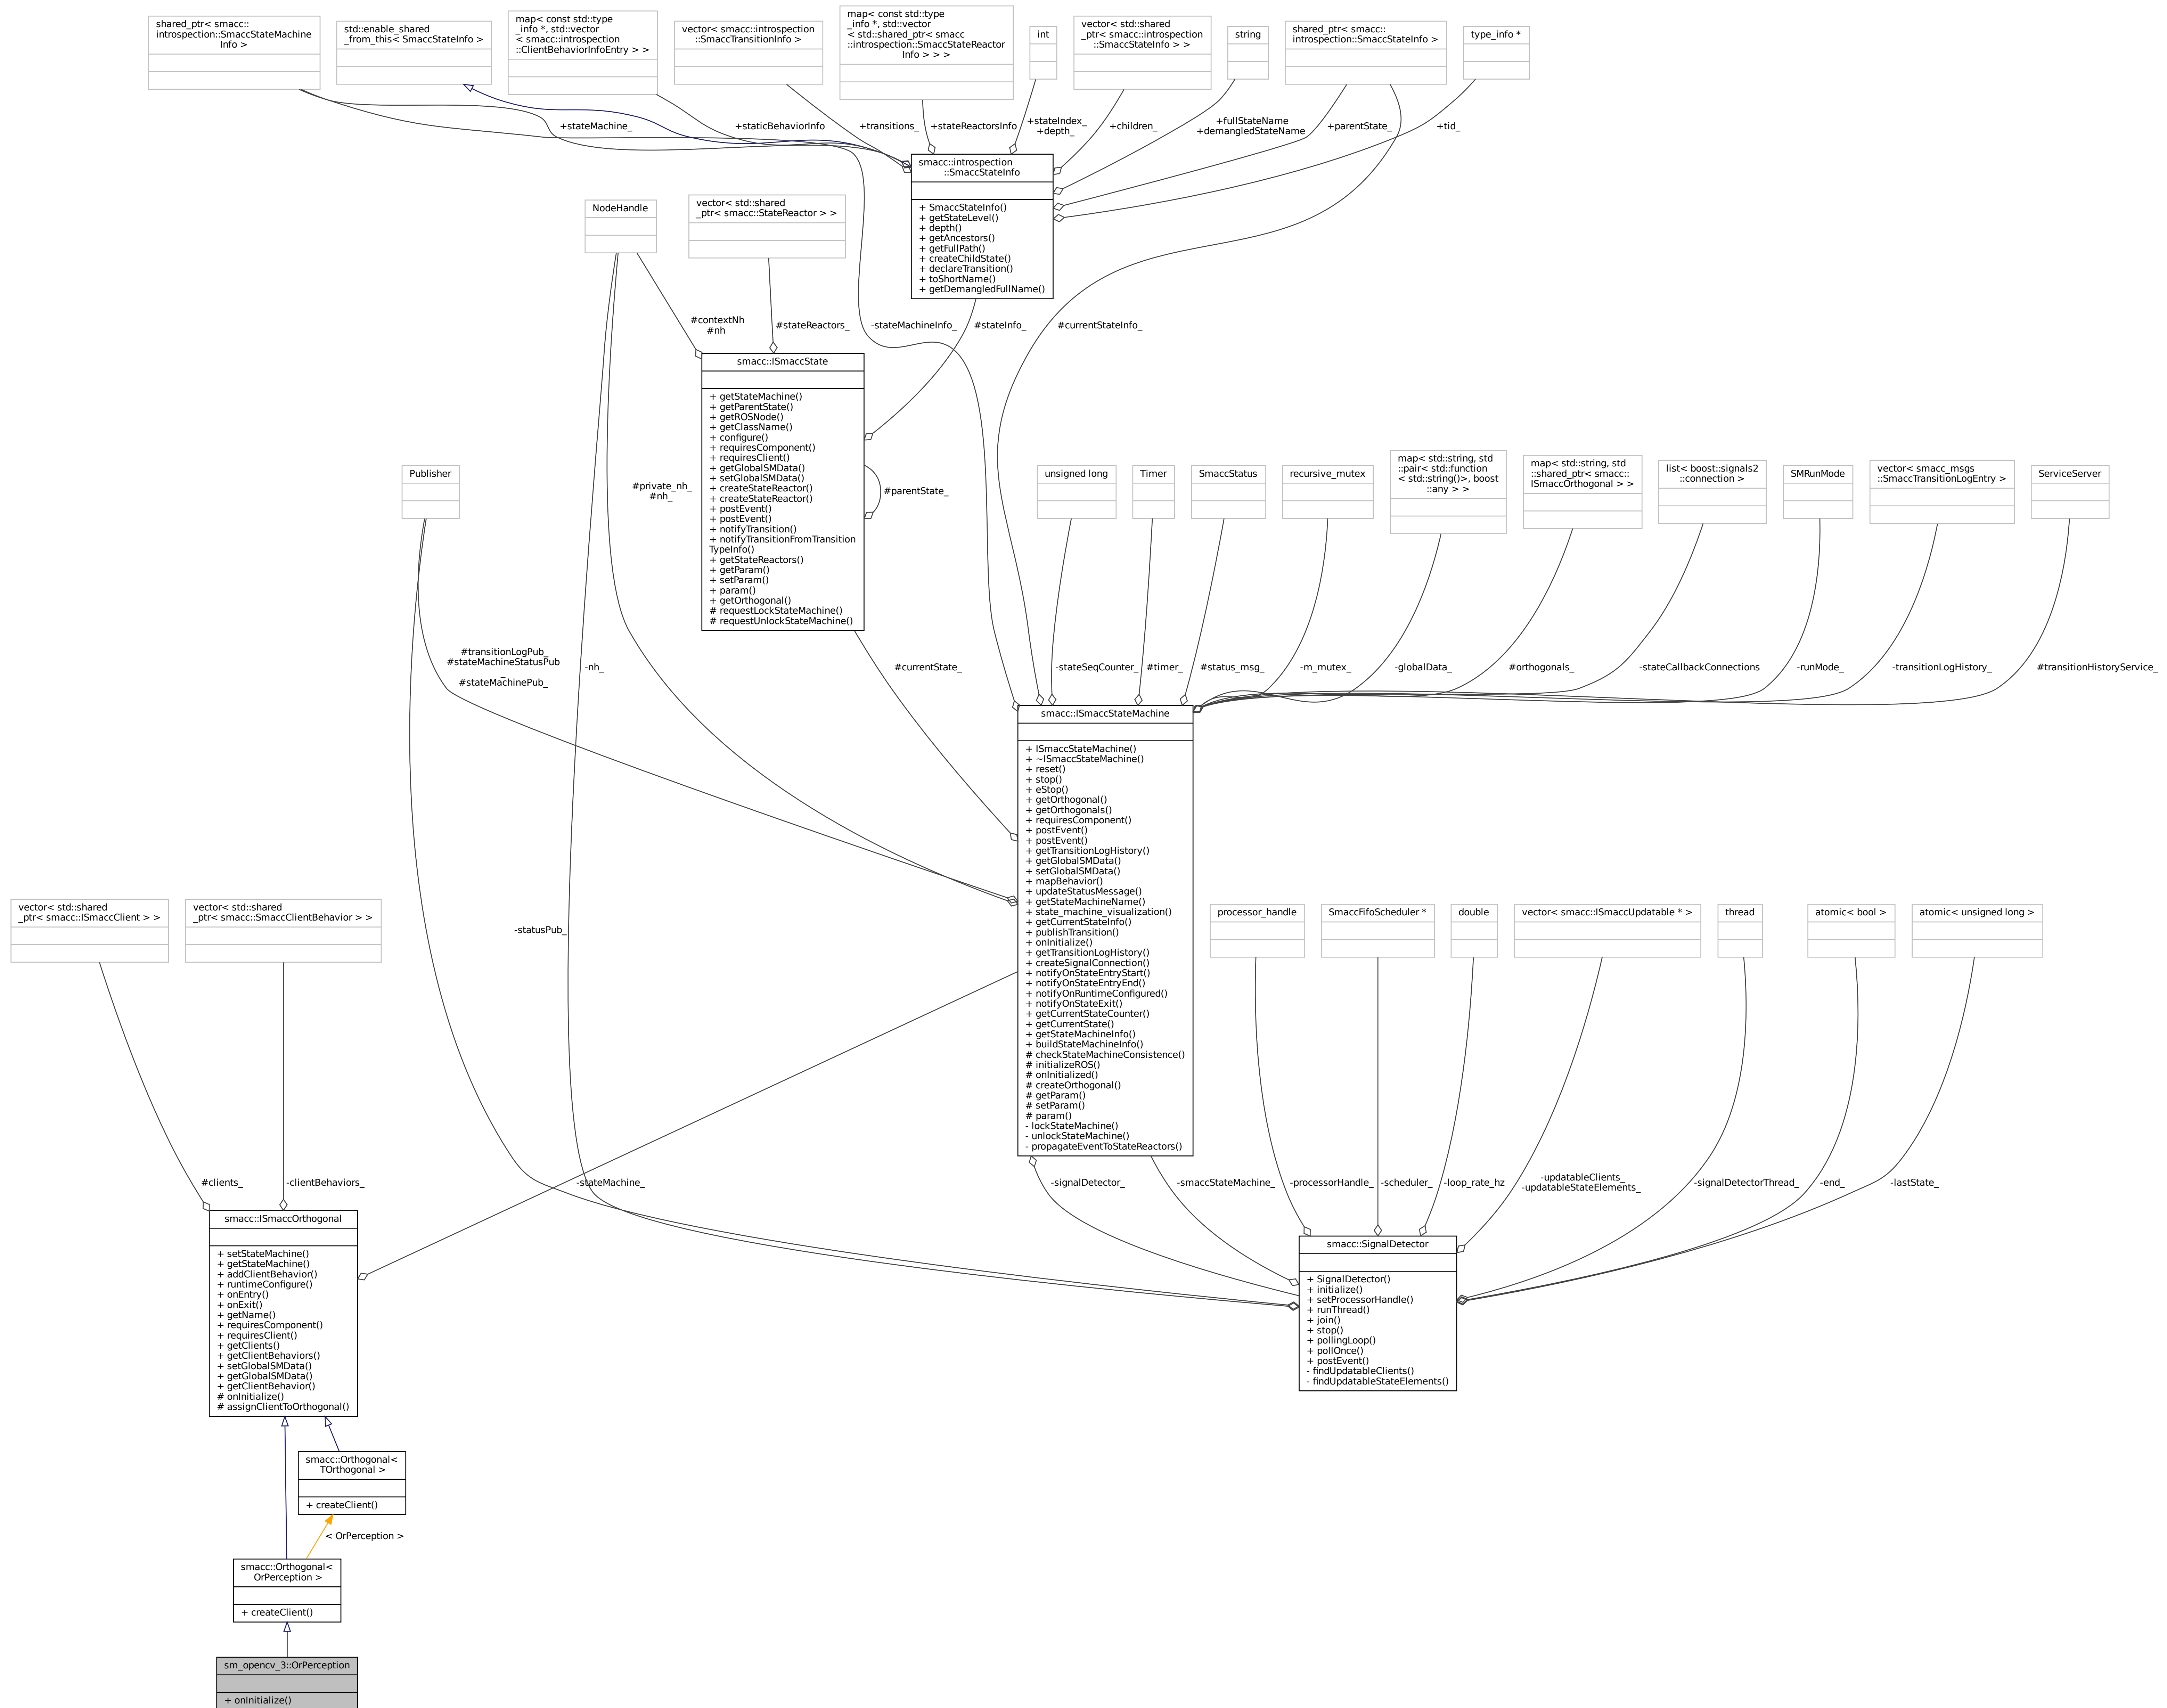 shared_ptr< smacc::
introspection::SmaccStateMachine
Info >
std::enable_shared
_from_this< SmaccStateInfo >
map< const std::type
_info *, std::vector
< smacc::introspection
::ClientBehaviorInfoEntry > >
vector< smacc::introspection
::SmaccTransitionInfo >
map< const std::type
_info *, std::vector
< std::shared_ptr< smacc
::introspection::SmaccStateReactor
Info > > >
int
vector< std::shared
_ptr< smacc::introspection
::SmaccStateInfo > >
string
shared_ptr< smacc::
introspection::SmaccStateInfo >
type_info *
+stateMachine_
+staticBehaviorInfo
+transitions_
+stateReactorsInfo
+stateIndex_
+depth_
+children_
+fullStateName
+demangledStateName
+parentState_
+tid_
smacc::introspection
::SmaccStateInfo
+ SmaccStateInfo()
+ getStateLevel()
+ depth()
+ getAncestors()
+ getFullPath()
+ createChildState()
+ declareTransition()
+ toShortName()
+ getDemangledFullName()
NodeHandle
vector< std::shared
_ptr< smacc::StateReactor > >
#contextNh
#nh
#stateReactors_
-stateMachineInfo_
#stateInfo_
#currentStateInfo_
smacc::ISmaccState
+ getStateMachine()
+ getParentState()
+ getROSNode()
+ getClassName()
+ configure()
+ requiresComponent()
+ requiresClient()
+ getGlobalSMData()
+ setGlobalSMData()
+ createStateReactor()
+ createStateReactor()
+ postEvent()
+ postEvent()
+ notifyTransition()
+ notifyTransitionFromTransition
TypeInfo()
+ getStateReactors()
+ getParam()
+ setParam()
+ param()
+ getOrthogonal()
# requestLockStateMachine()
# requestUnlockStateMachine()
#parentState_
Publisher
#private_nh_
#nh_
unsigned long
Timer
SmaccStatus
recursive_mutex
map< std::string, std
::pair< std::function
< std::string()>, boost
::any > >
map< std::string, std
::shared_ptr< smacc::
ISmaccOrthogonal > >
list< boost::signals2
::connection >
SMRunMode
vector< smacc_msgs
::SmaccTransitionLogEntry >
ServiceServer
#transitionLogPub_
#stateMachineStatusPub
_
#stateMachinePub_
-nh_
#currentState_
-stateSeqCounter_
#timer_
#status_msg_
-m_mutex_
-globalData_
#orthogonals_
-stateCallbackConnections
-runMode_
-transitionLogHistory_
#transitionHistoryService_
smacc::ISmaccStateMachine
+ ISmaccStateMachine()
+ ~ISmaccStateMachine()
+ reset()
+ stop()
+ eStop()
+ getOrthogonal()
+ getOrthogonals()
+ requiresComponent()
+ postEvent()
+ postEvent()
+ getTransitionLogHistory()
+ getGlobalSMData()
+ setGlobalSMData()
+ mapBehavior()
+ updateStatusMessage()
+ getStateMachineName()
+ state_machine_visualization()
+ getCurrentStateInfo()
+ publishTransition()
+ onInitialize()
+ getTransitionLogHistory()
+ createSignalConnection()
+ notifyOnStateEntryStart()
+ notifyOnStateEntryEnd()
+ notifyOnRuntimeConfigured()
+ notifyOnStateExit()
+ getCurrentStateCounter()
+ getCurrentState()
+ getStateMachineInfo()
+ buildStateMachineInfo()
# checkStateMachineConsistence()
# initializeROS()
# onInitialized()
# createOrthogonal()
# getParam()
# setParam()
# param()
- lockStateMachine()
- unlockStateMachine()
- propagateEventToStateReactors()
vector< std::shared
_ptr< smacc::ISmaccClient > >
vector< std::shared
_ptr< smacc::SmaccClientBehavior > >
-statusPub_
processor_handle
SmaccFifoScheduler *
double
vector< smacc::ISmaccUpdatable * >
thread
atomic< bool >
atomic< unsigned long >
#clients_
-clientBehaviors_
-stateMachine_
-signalDetector_
-smaccStateMachine_
-processorHandle_
-scheduler_
-loop_rate_hz
-updatableClients_
-updatableStateElements_
-signalDetectorThread_
-end_
-lastState_
smacc::ISmaccOrthogonal
+ setStateMachine()
+ getStateMachine()
+ addClientBehavior()
+ runtimeConfigure()
+ onEntry()
+ onExit()
+ getName()
+ requiresComponent()
+ requiresClient()
+ getClients()
+ getClientBehaviors()
+ setGlobalSMData()
+ getGlobalSMData()
+ getClientBehavior()
# onInitialize()
# assignClientToOrthogonal()
smacc::SignalDetector
+ SignalDetector()
+ initialize()
+ setProcessorHandle()
+ runThread()
+ join()
+ stop()
+ pollingLoop()
+ pollOnce()
+ postEvent()
- findUpdatableClients()
- findUpdatableStateElements()
smacc::Orthogonal<
TOrthogonal >
+ createClient()
< OrPerception >
smacc::Orthogonal<
OrPerception >
+ createClient()
sm_opencv_3::OrPerception
+ onInitialize()